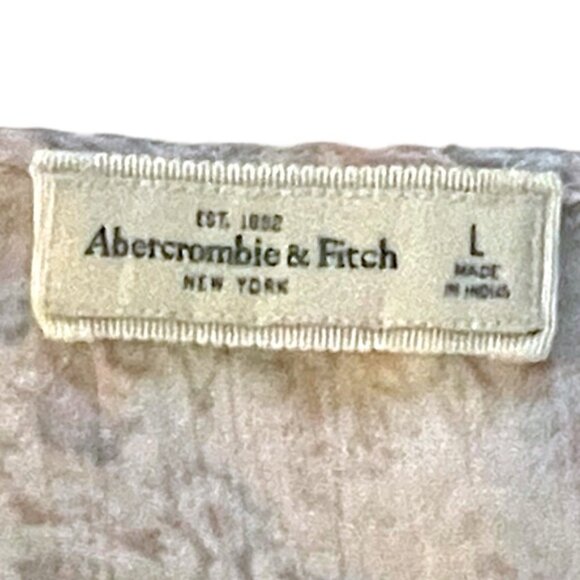 EST. 1892
Abercrombie & Fitch
NEW YORK
L
MADE
IN INDIA